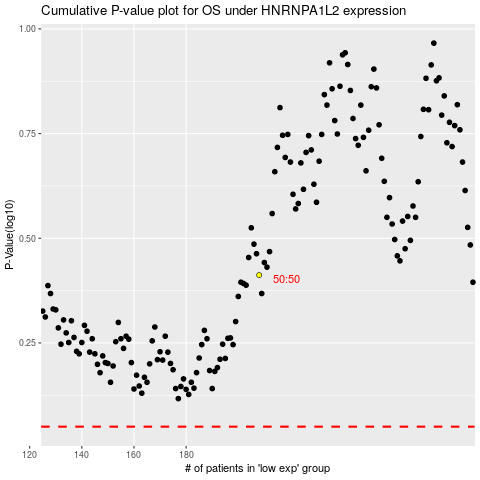 Cumulative P-value plot for OS under HNRNPA1L2 expression
1.00
0.75
0.50
0.25
P-Value(log10)
50:50
120 140 160 180
# of patients in 'low exp' group